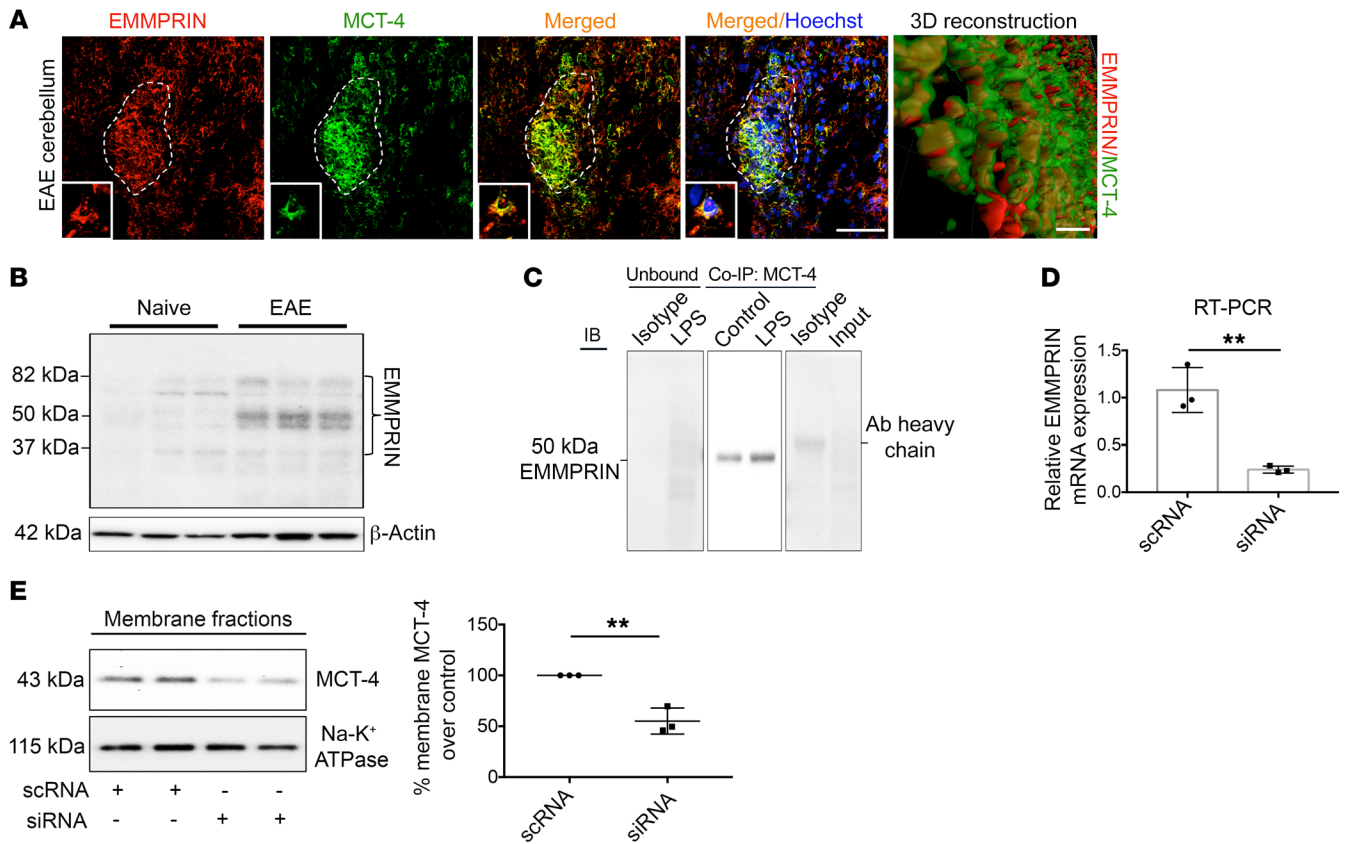 A
EMMPRIN
MCT-4
Merged
Merged/Hoechst
3D reconstruction
EAE cerebellum
EMMPRIN/MCT-4
B
Naive
EAE
82 kDa
50 kDa
37 kDa
EMMPRIN
42 kDa
β-Actin
C
Unbound
Co-IP: MCT-4
IB
Isotype
LPS
Control
LPS
Isotype
Input
50 kDa
EMMPRIN
Ab heavy
chain
D
RT-PCR
**
Relative EMMPRIN
mRNA expression
1.5
1.0
0.5
0.0
scRNA
siRNA
E
Membrane fractions
43 kDa
MCT-4
115 kDa
Na-K⁺
ATPase
scRNA + + - -
siRNA - - + +
% membrane MCT-4
over control
150
100
50
0
**
scRNA
siRNA